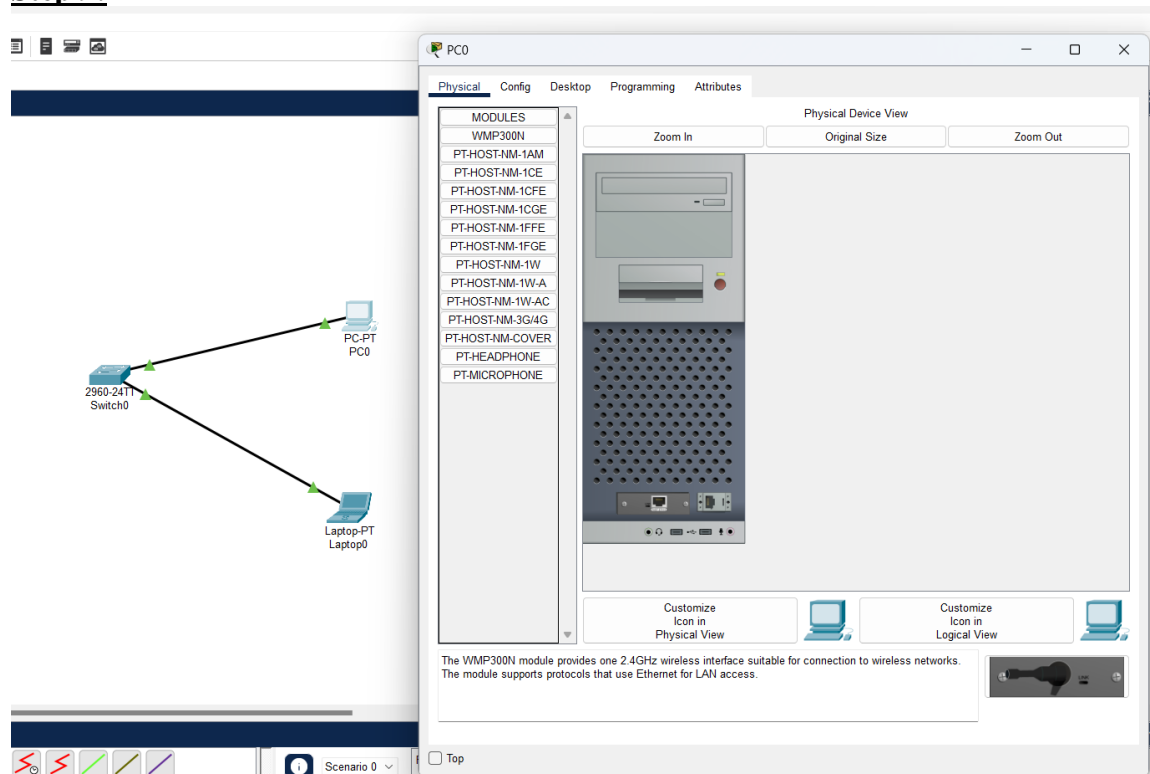 PC0
Physical Config Desktop Programming Attributes
MODULES
WMP300N
PT-HOST-NM-1AM
PT-HOST-NM-1CE
PT-HOST-NM-1CFE
PT-HOST-NM-1CGE
PT-HOST-NM-1FFE
PT-HOST-NM-1FGE
PT-HOST-NM-1W
PT-HOST-NM-1W-A
PT-HOST-NM-1W-AC
PT-HOST-NM-3G/4G
PT-HOST-NM-COVER
PT-HEADPHONE
PT-MICROPHONE
Physical Device View
Zoom In Original Size Zoom Out
PC-PT
PC0
2960-24TT
Switch0
Laptop-PT
Laptop0
Customize
Icon in
Physical View
Customize
Icon in
Logical View
The WMP300N module provides one 2.4GHz wireless interface suitable for connection to wireless networks.
The module supports protocols that use Ethernet for LAN access.
LINK
Top
Scenario 0